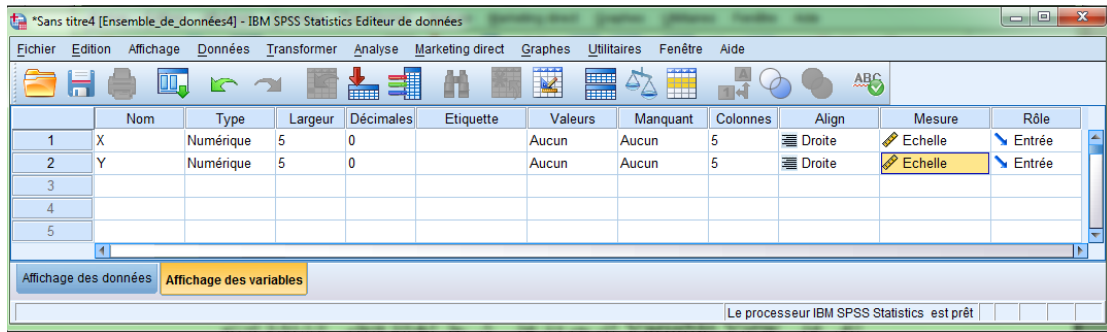 *Sans titre4 [Ensemble_de_données4] - IBM SPSS Statistics Editeur de données
Fichier Edition Affichage Données Transformer Analyse Marketing direct Graphes Utilitaires Fenêtre Aide
A
14
ABC
Nom Type Largeur Décimales Etiquette Valeurs Manquant Colonnes Align Mesure Rôle
1 X Numérique 5 0 Aucun Aucun 5 Droite Echelle Entrée
2 Y Numérique 5 0 Aucun Aucun 5 Droite Echelle Entrée
3
4
5
Affichage des données Affichage des variables
Le processeur IBM SPSS Statistics est prêt